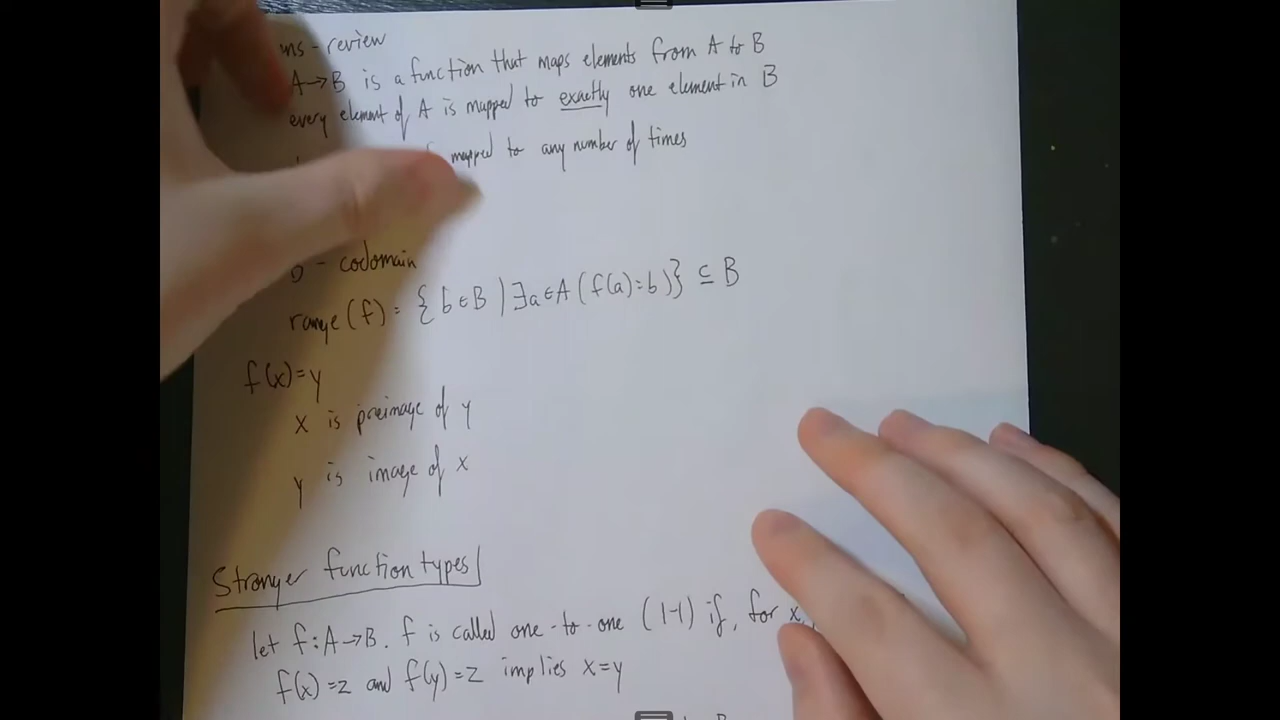 ns - review
A→B is a function that maps elements from A to B
every element of A is mapped to exactly one element in B
mapped to any number of times
- codomain
range(f) = { b ∈ B | ∃a ∈ A (f(a)=b)} ⊆ B
f(x)=y
x is preimage of y
y is image of x
Stronger function types
let f: A→B. f is called one-to-one (1-1) if, for x,
f(x)=z and f(y)=z implies x=y
B